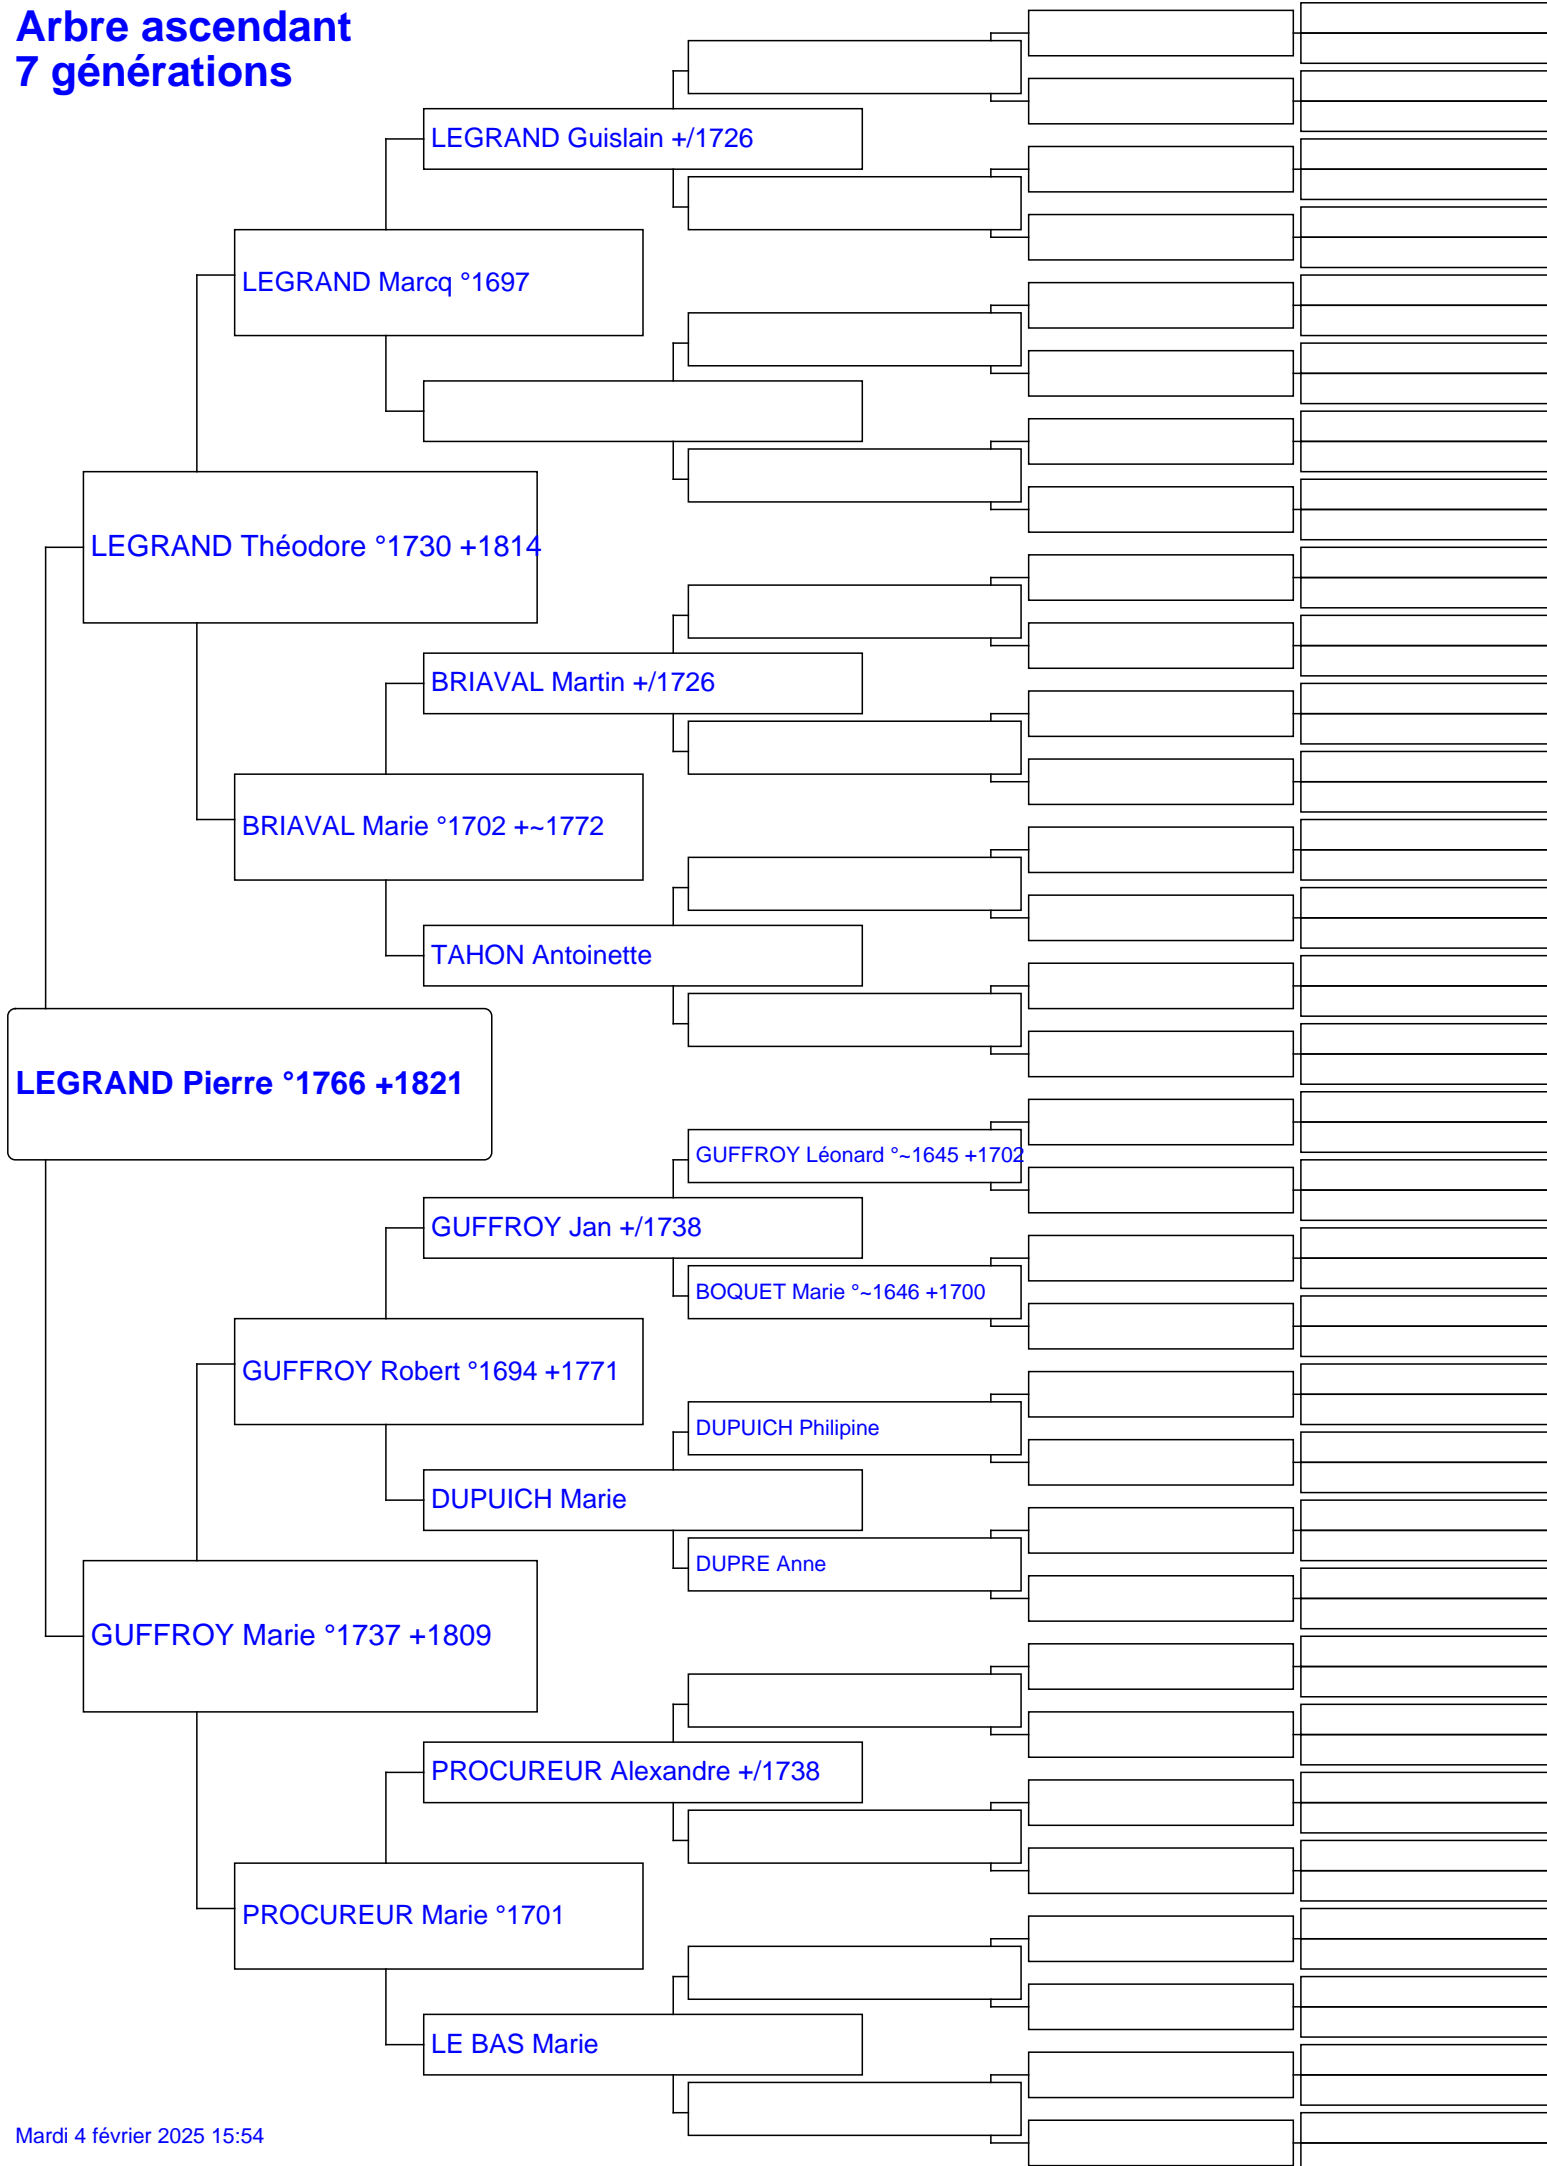 Arbre ascendant
7 générations
LEGRAND Guislain +/1726
LEGRAND Marcq °1697
LEGRAND Théodore °1730 +1814
BRIAVAL Martin +/1726
BRIAVAL Marie °1702 +~1772
TAHON Antoinette
LEGRAND Pierre °1766 +1821
GUFFROY Léonard °~1645 +1702
GUFFROY Jan +/1738
BOQUET Marie °~1646 +1700
GUFFROY Robert °1694 +1771
DUPUICH Philipine
DUPUICH Marie
DUPRE Anne
GUFFROY Marie °1737 +1809
PROCUREUR Alexandre +/1738
PROCUREUR Marie °1701
LE BAS Marie
Mardi 4 février 2025 15:54